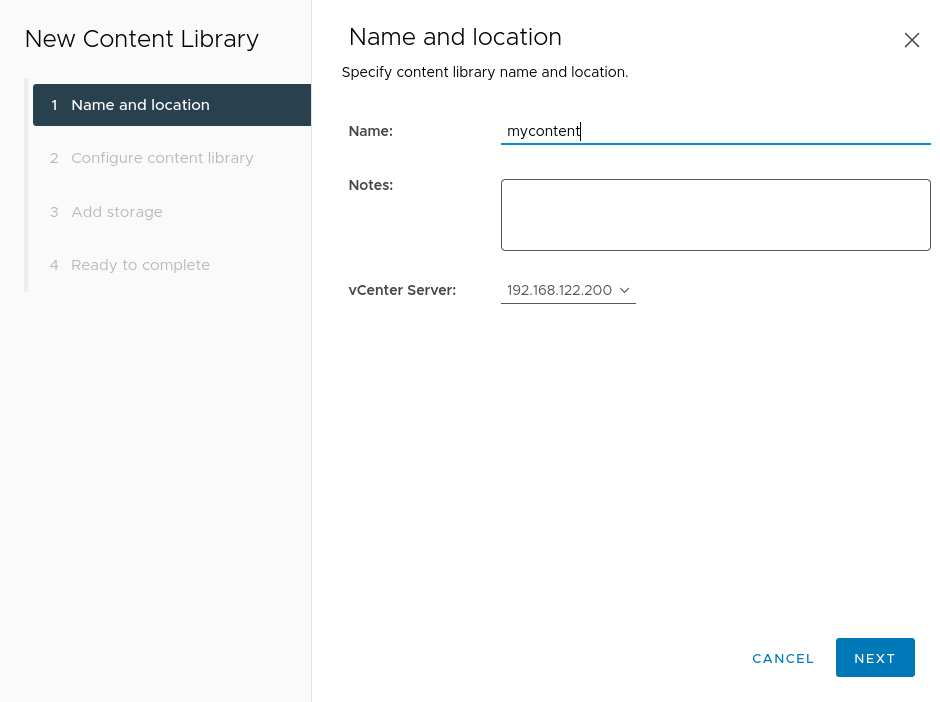 New Content Library
1 Name and location
2 Configure content library
3 Add storage
4 Ready to complete
Name and location
Specify content library name and location.
Name: mycontent
Notes:
vCenter Server: 192.168.122.200
CANCEL NEXT